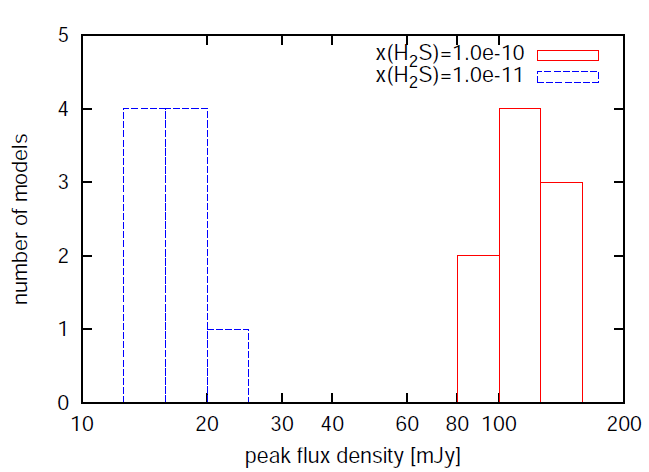 5
x(H₂S)=1.0e-10
x(H₂S)=1.0e-11
4
3
2
1
0
number of models
10 20 30 40 60 80 100 200
peak flux density [mJy]